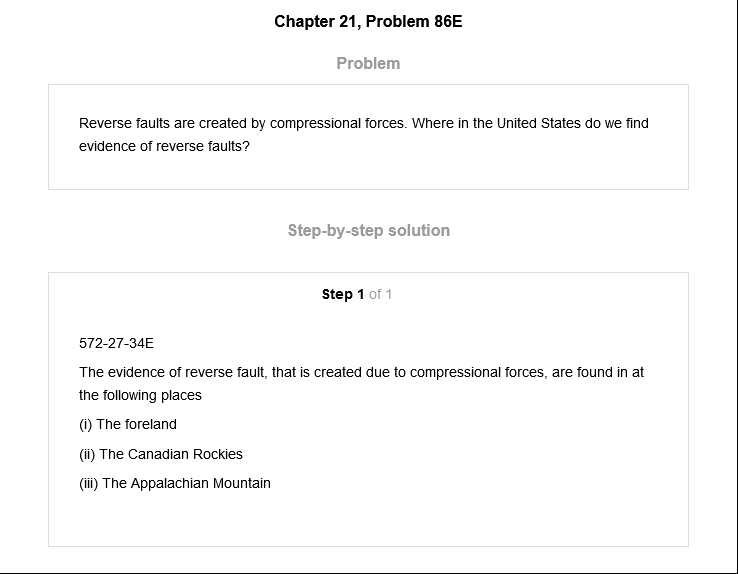 Chapter 21, Problem 86E
Problem
Reverse faults are created by compressional forces. Where in the United States do we find
evidence of reverse faults?
Step-by-step solution
Step 1 of 1
572-27-34E
The evidence of reverse fault, that is created due to compressional forces, are found in at
the following places
(i) The foreland
(ii) The Canadian Rockies
(iii) The Appalachian Mountain